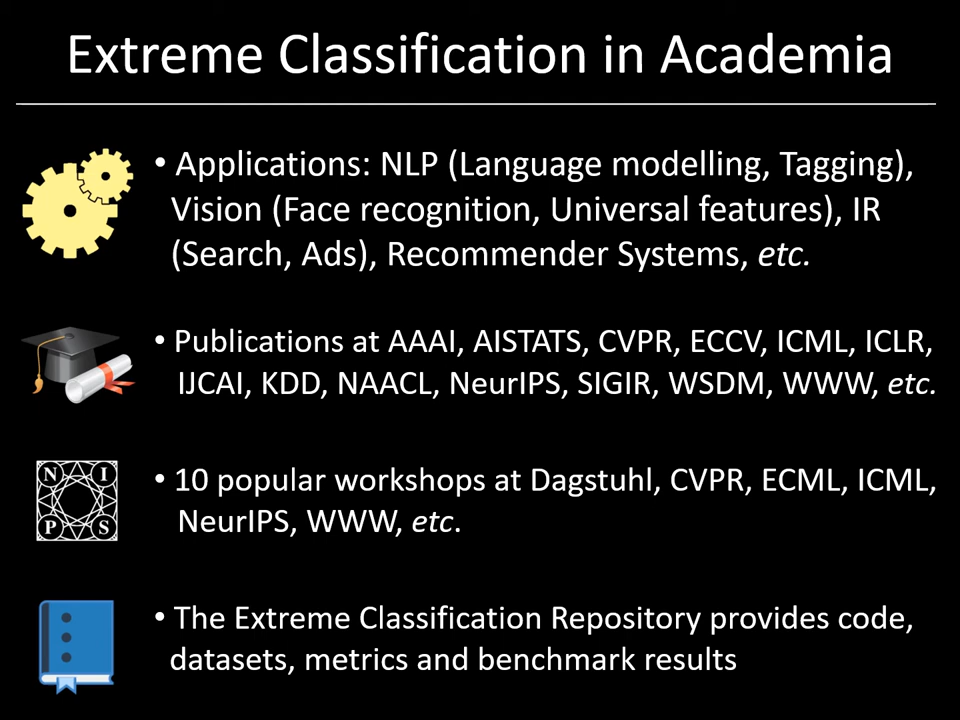 Extreme Classification in Academia
• Applications: NLP (Language modelling, Tagging),
Vision (Face recognition, Universal features), IR
(Search, Ads), Recommender Systems, etc.
• Publications at AAAI, AISTATS, CVPR, ECCV, ICML, ICLR,
IJCAI, KDD, NAACL, NeurIPS, SIGIR, WSDM, WWW, etc.
N I
P S
• 10 popular workshops at Dagstuhl, CVPR, ECML, ICML,
NeurIPS, WWW, etc.
• The Extreme Classification Repository provides code,
datasets, metrics and benchmark results